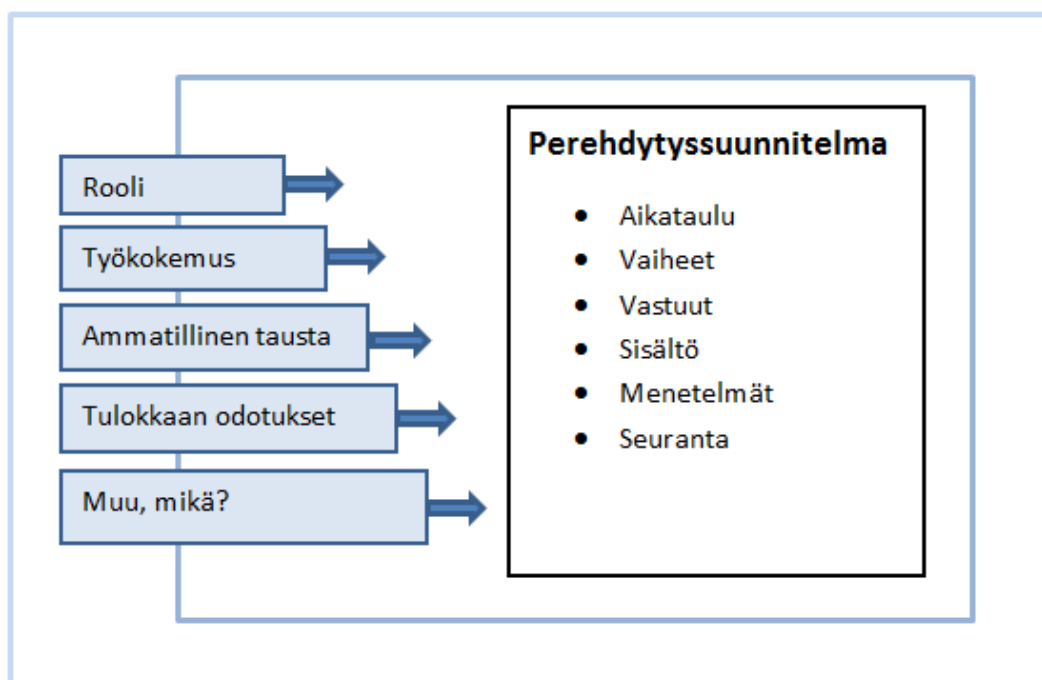 Rooli
Työkokemus
Ammatillinen tausta
Tulokkaan odotukset
Muu, mikä?
Perehdytyssuunnitelma
• Aikataulu
• Vaiheet
• Vastuut
• Sisältö
• Menetelmät
• Seuranta